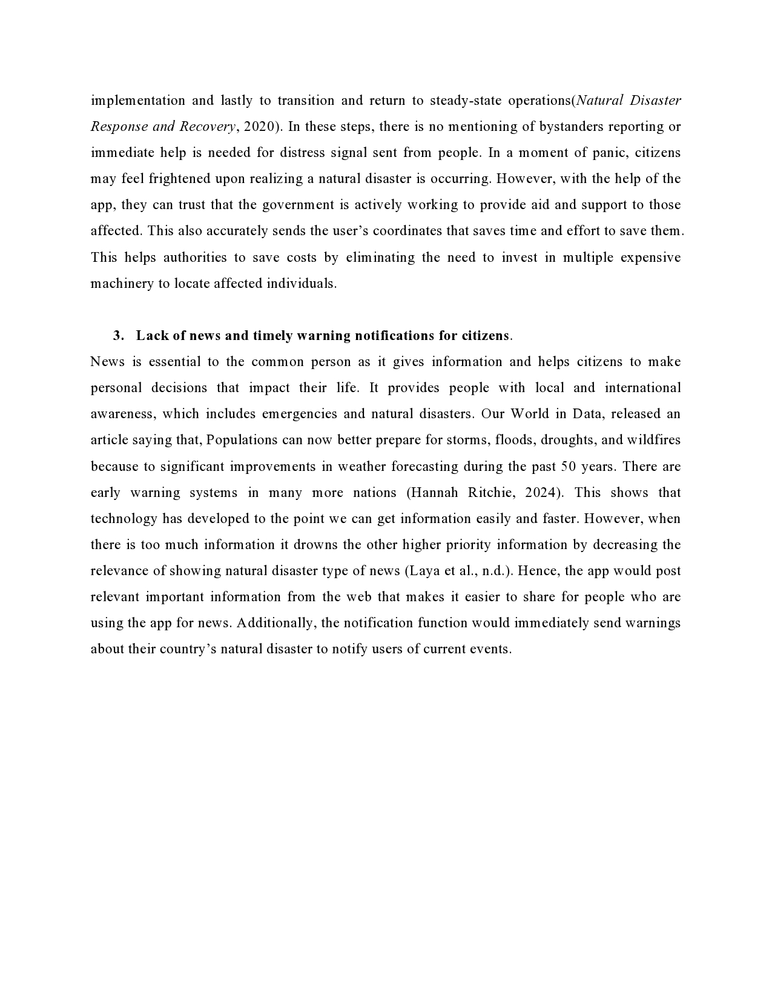 implementation and lastly to transition and return to steady-state operations(Natural Disaster
Response and Recovery, 2020). In these steps, there is no mentioning of bystanders reporting or
immediate help is needed for distress signal sent from people. In a moment of panic, citizens
may feel frightened upon realizing a natural disaster is occurring. However, with the help of the
app, they can trust that the government is actively working to provide aid and support to those
affected. This also accurately sends the user’s coordinates that saves time and effort to save them.
This helps authorities to save costs by eliminating the need to invest in multiple expensive
machinery to locate affected individuals.
3. Lack of news and timely warning notifications for citizens.
News is essential to the common person as it gives information and helps citizens to make
personal decisions that impact their life. It provides people with local and international
awareness, which includes emergencies and natural disasters. Our World in Data, released an
article saying that, Populations can now better prepare for storms, floods, droughts, and wildfires
because to significant improvements in weather forecasting during the past 50 years. There are
early warning systems in many more nations (Hannah Ritchie, 2024). This shows that
technology has developed to the point we can get information easily and faster. However, when
there is too much information it drowns the other higher priority information by decreasing the
relevance of showing natural disaster type of news (Laya et al., n.d.). Hence, the app would post
relevant important information from the web that makes it easier to share for people who are
using the app for news. Additionally, the notification function would immediately send warnings
about their country’s natural disaster to notify users of current events.